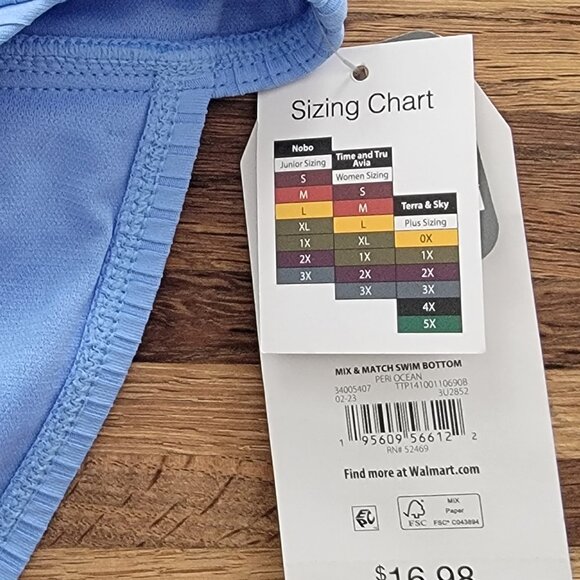 Sizing Chart
Nobo
Junior Sizing
S
M
L
XL
1X
2X
3X
Time and Tru
Avia
Women Sizing
S
M
L
XL
1X
2X
3X
Terra & Sky
Plus Sizing
0X
1X
2X
3X
4X
5X
MIX & MATCH SWIM BOTTOM
PERI OCEAN
34005407 TTP14100110690B
02-23 3U2852
1 95609 56612 2
RN# 52469
Find more at Walmart.com
FSC
MIX
Paper
FSC® C043894
$16.98